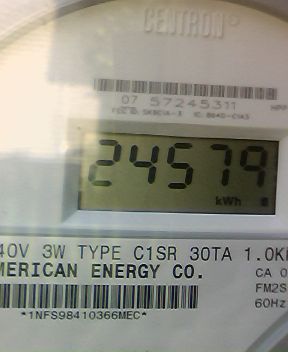 CENTRON®
07 57245311
24579
kWh
40V 3W TYPE C1SR 30TA 1.0K
MERICAN ENERGY CO.
CA 0
FM2S
60Hz
*1NFS98410366MEC*